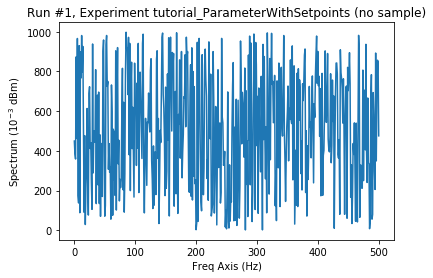 Run #1, Experiment tutorial_ParameterWithSetpoints (no sample)
1000
800
600
400
200
0
Spectrum (10⁻³ dBm)
0 100 200 300 400 500
Freq Axis (Hz)